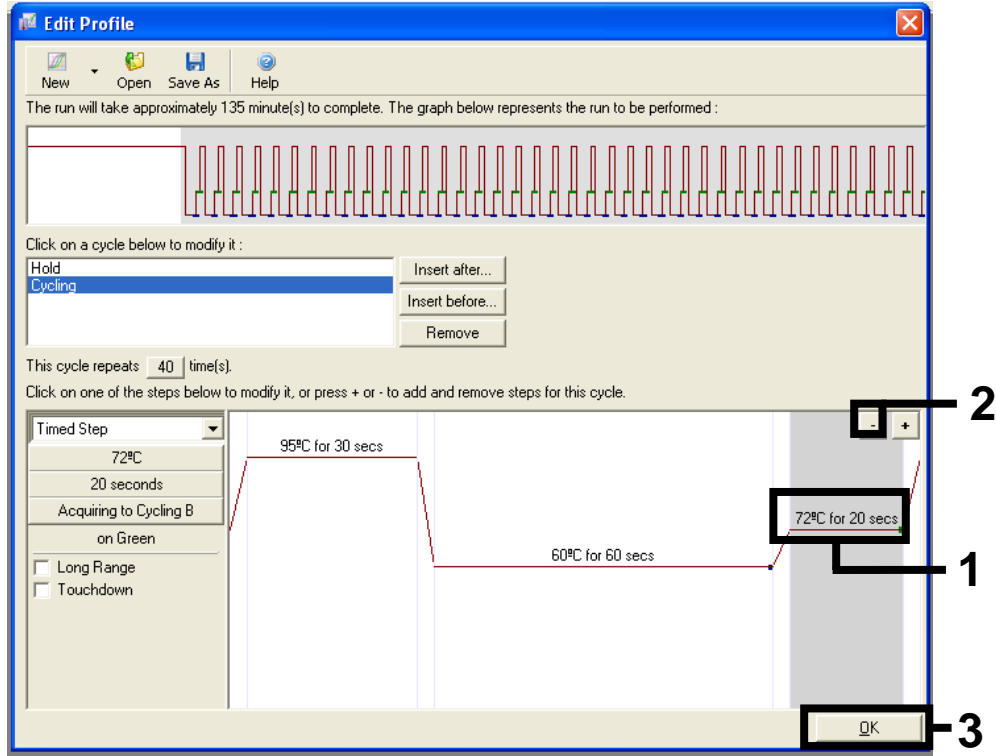 Edit Profile
New Open Save As Help
The run will take approximately 135 minute(s) to complete. The graph below represents the run to be performed :
Click on a cycle below to modify it :
Hold
Cycling
Insert after...
Insert before...
Remove
This cycle repeats 40 time(s).
Click on one of the steps below to modify it, or press + or - to add and remove steps for this cycle.
2
Timed Step
- +
95ºC for 30 secs
72ºC
20 seconds
Acquiring to Cycling B
72ºC for 20 secs
on Green
60ºC for 60 secs
1
Long Range
Touchdown
OK
3